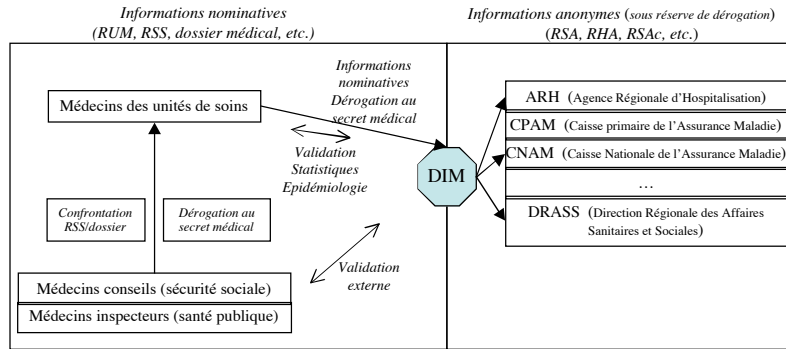 Informations nominatives
(RUM, RSS, dossier médical, etc.)
Informations anonymes (sous réserve de dérogation)
(RSA, RHA, RSAc, etc.)
Médecins des unités de soins
Informations
nominatives
Dérogation au
secret médical
Validation
Statistiques
Epidémiologie
DIM
Confrontation
RSS/dossier
Dérogation au
secret médical
Validation
externe
Médecins conseils (sécurité sociale)
Médecins inspecteurs (santé publique)
ARH (Agence Régionale d’Hospitalisation)
CPAM (Caisse primaire de l’Assurance Maladie)
CNAM (Caisse Nationale de l’Assurance Maladie)
…
DRASS (Direction Régionale des Affaires
Sanitaires et Sociales)